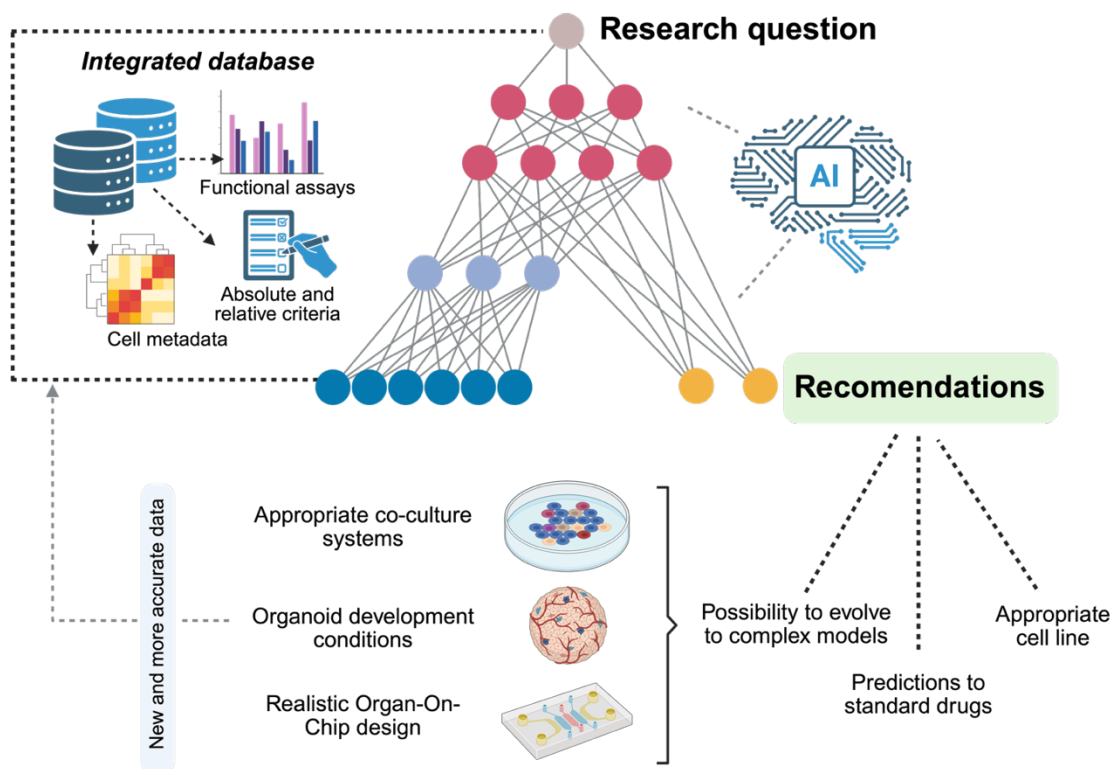 Research question
Integrated database
Functional assays
AI
Absolute and
relative criteria
Cell metadata
Recomendations
New and more accurate data
Appropriate co-culture
systems
Organoid development
conditions
Realistic Organ-On-
Chip design
Possibility to evolve
to complex models
Appropriate
cell line
Predictions to
standard drugs